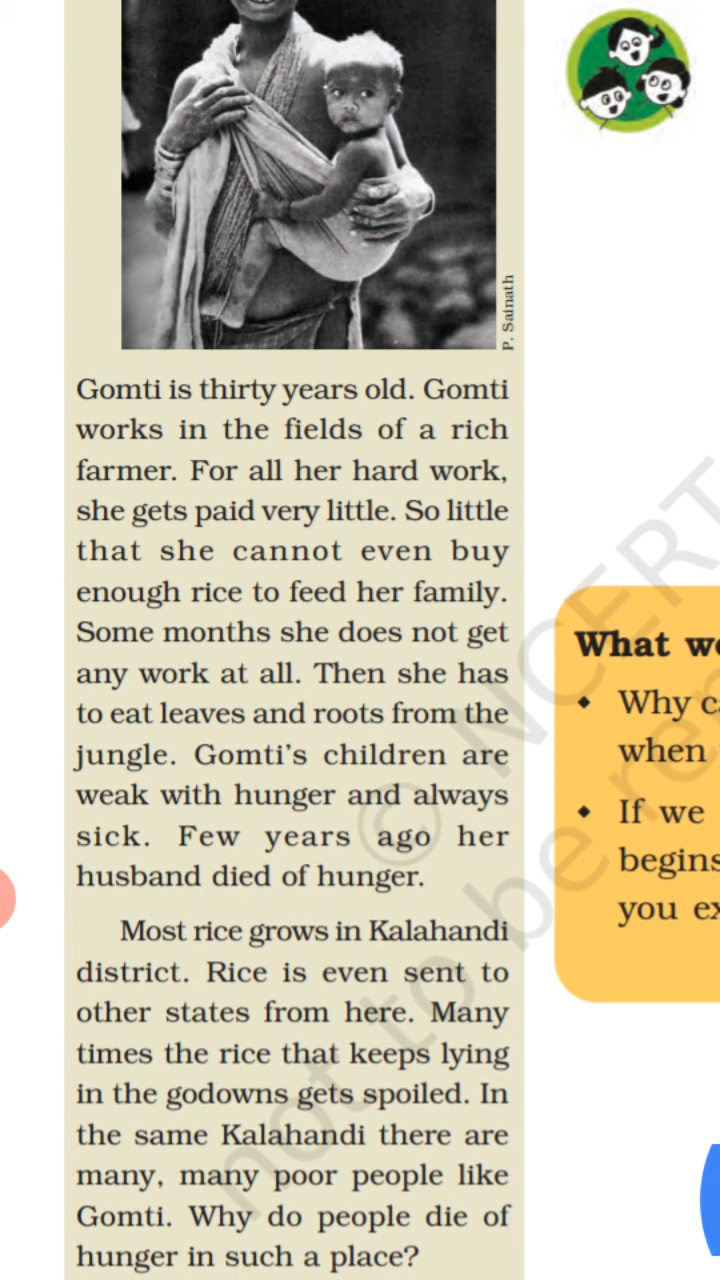 P. Sainath
Gomti is thirty years old. Gomti
works in the fields of a rich
farmer. For all her hard work,
she gets paid very little. So little
that she cannot even buy
enough rice to feed her family.
Some months she does not get
any work at all. Then she has
to eat leaves and roots from the
jungle. Gomti's children are
weak with hunger and always
sick. Few years ago her
husband died of hunger.
Most rice grows in Kalahandi
district. Rice is even sent to
other states from here. Many
times the rice that keeps lying
in the godowns gets spoiled. In
the same Kalahandi there are
many, many poor people like
Gomti. Why do people die of
hunger in such a place?
What
Why
when
If we
begins
you
© NCERT
not to be